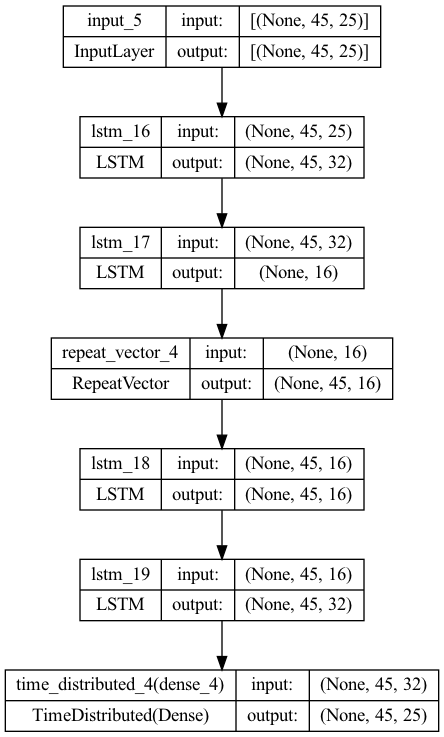 input_5 input: [(None, 45, 25)]
InputLayer output: [(None, 45, 25)]
lstm_16 input: (None, 45, 25)
LSTM output: (None, 45, 32)
lstm_17 input: (None, 45, 32)
LSTM output: (None, 16)
repeat_vector_4 input: (None, 16)
RepeatVector output: (None, 45, 16)
lstm_18 input: (None, 45, 16)
LSTM output: (None, 45, 16)
lstm_19 input: (None, 45, 16)
LSTM output: (None, 45, 32)
time_distributed_4(dense_4) input: (None, 45, 32)
TimeDistributed(Dense) output: (None, 45, 25)